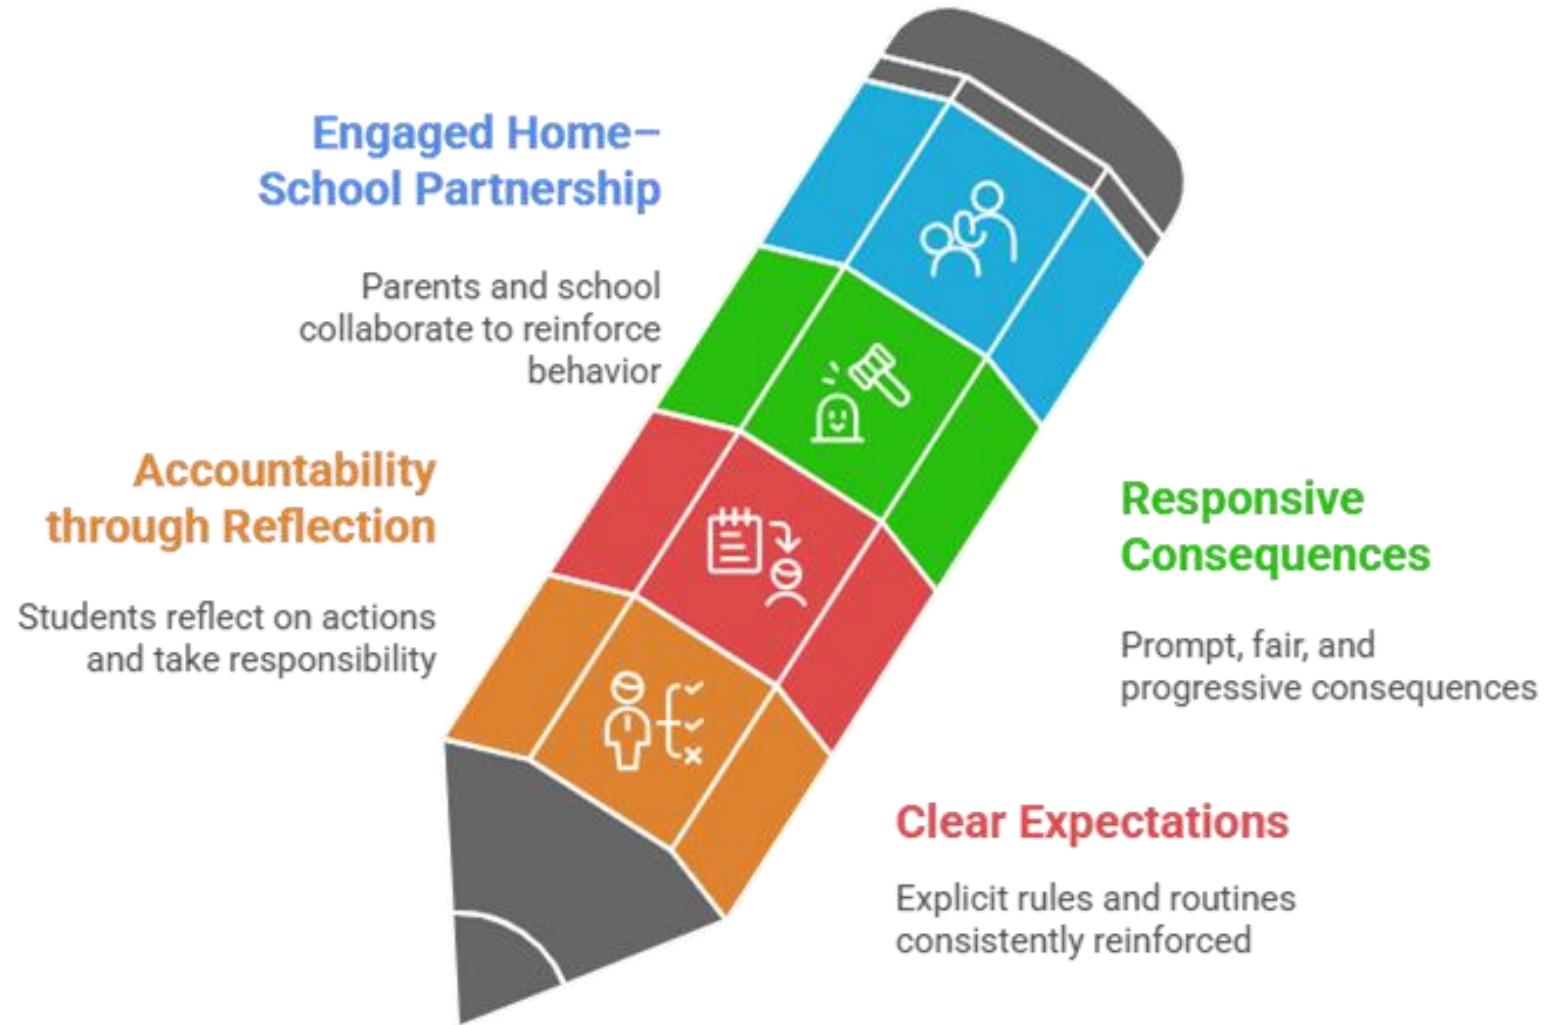 Engaged Home–
School Partnership
Parents and school
collaborate to reinforce
behavior
Accountability
through Reflection
Students reflect on actions
and take responsibility
Responsive
Consequences
Prompt, fair, and
progressive consequences
Clear Expectations
Explicit rules and routines
consistently reinforced